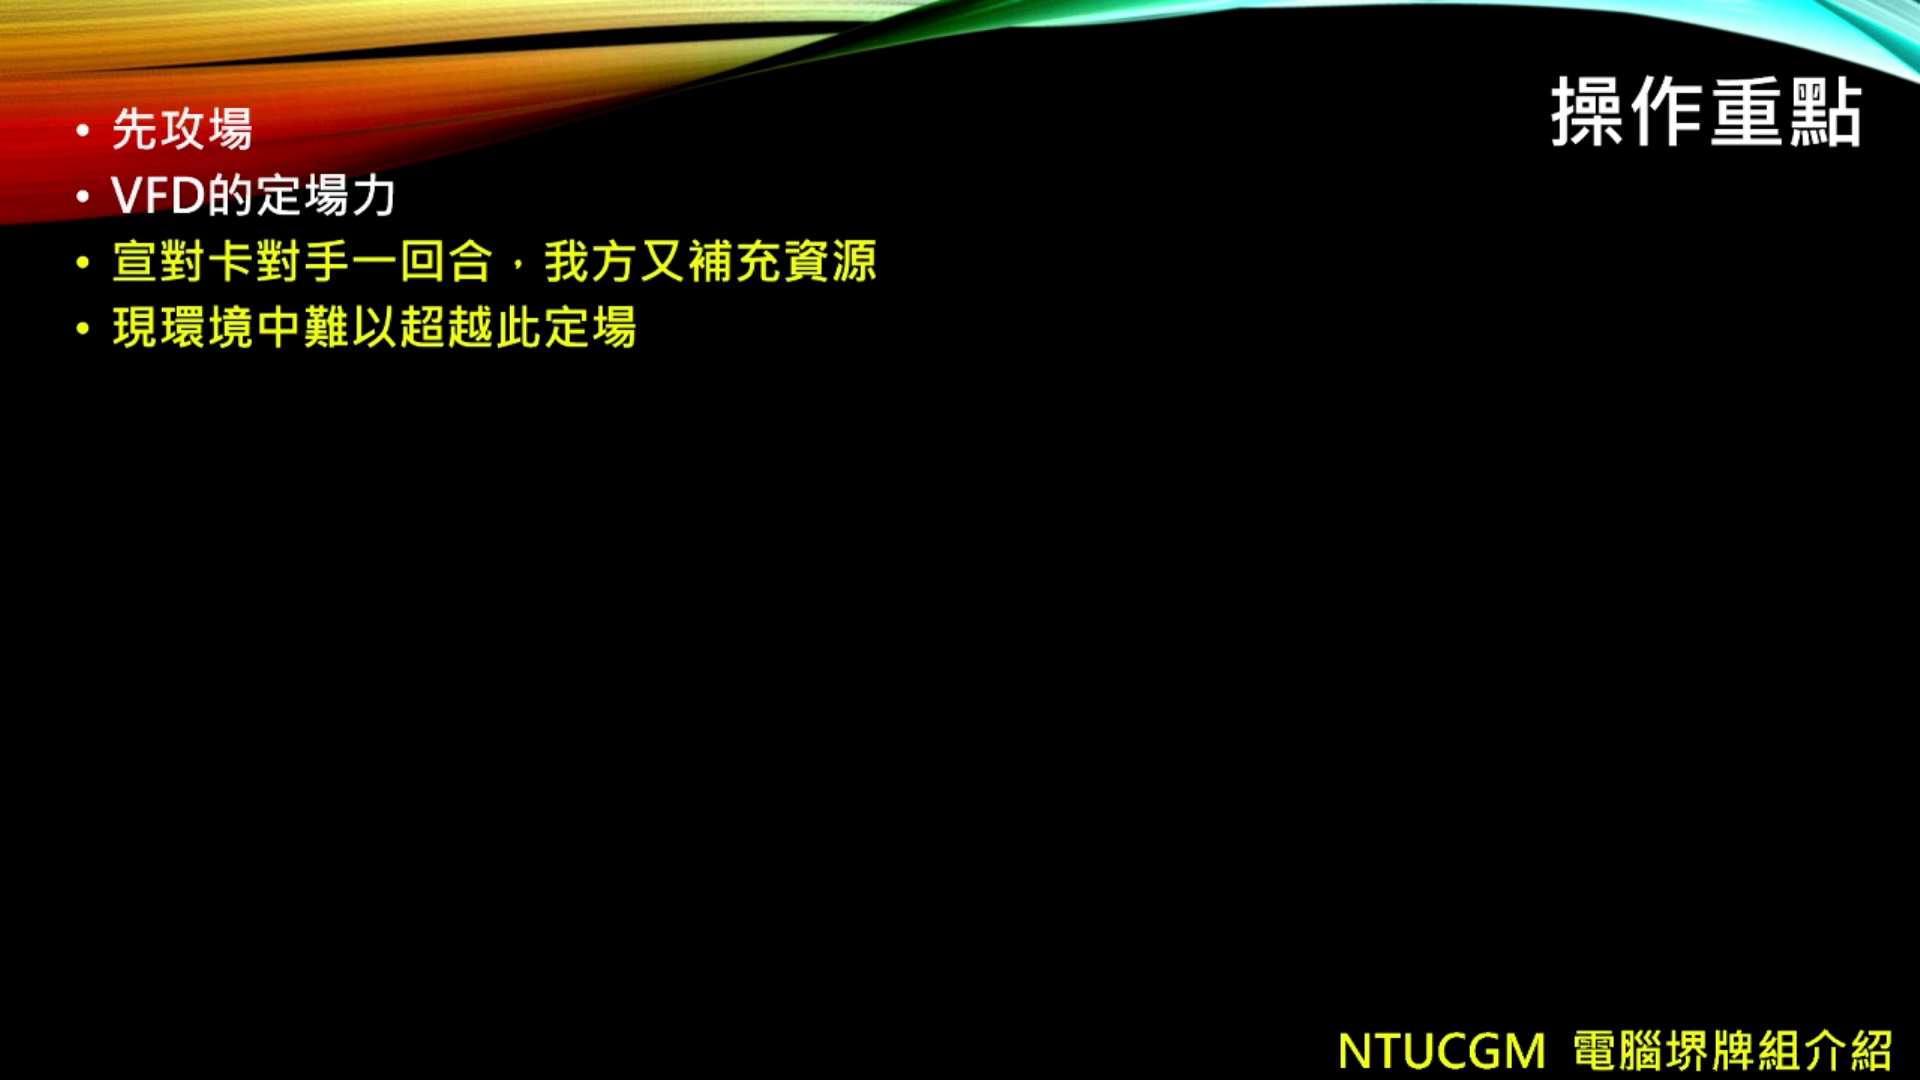 操作重點
• 先攻場
• VFD的定場力
• 宣對卡對手一回合，我方又補充資源
• 現環境中難以超越此定場
NTUCGM 電腦堺牌組介紹